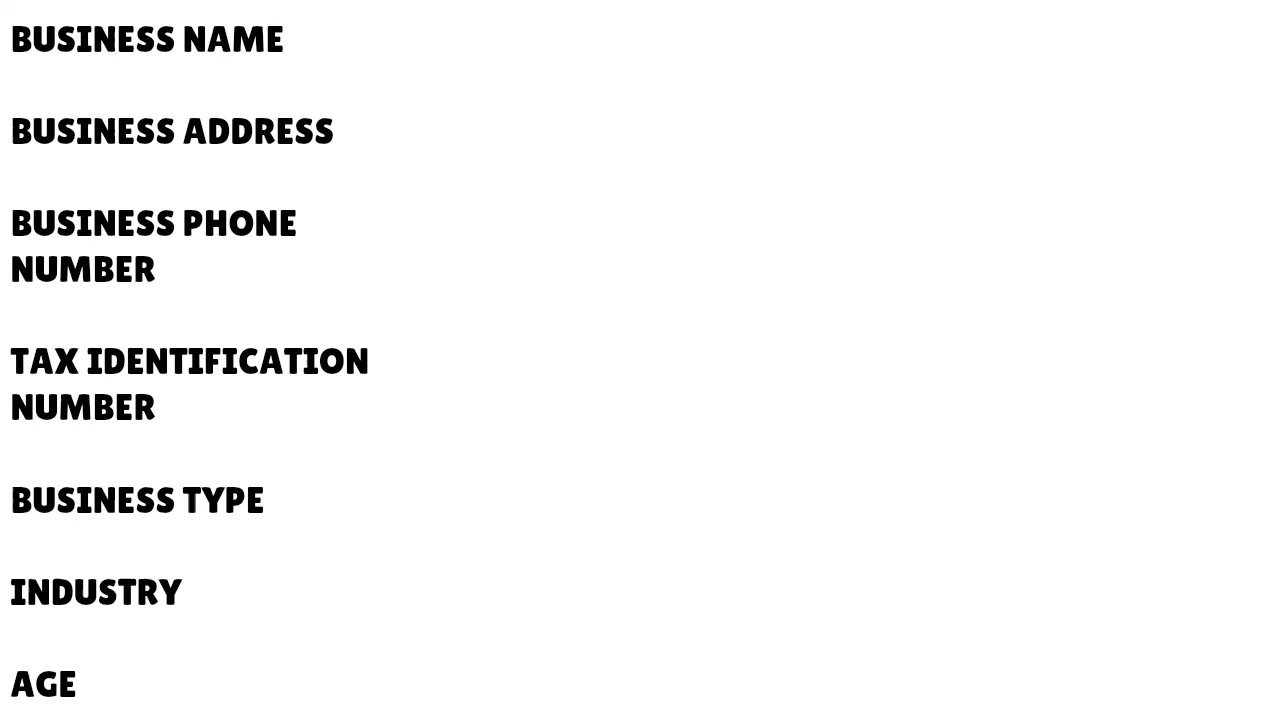 BUSINESS NAME
BUSINESS ADDRESS
BUSINESS PHONE
NUMBER
TAX IDENTIFICATION
NUMBER
BUSINESS TYPE
INDUSTRY
AGE